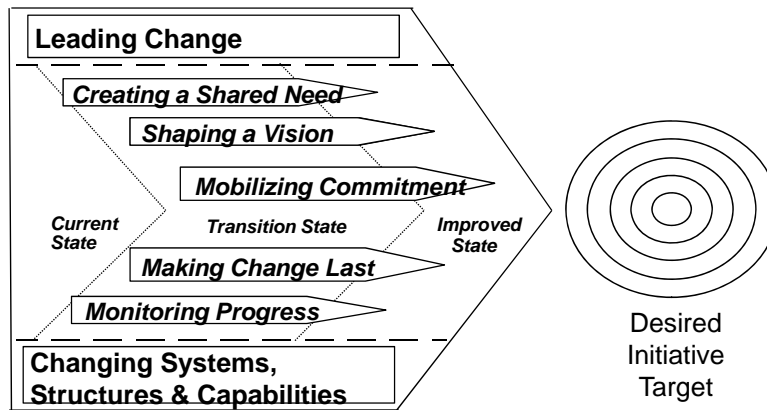 Leading Change
Creating a Shared Need
Shaping a Vision
Mobilizing Commitment
Current
State
Transition State
Improved
State
Making Change Last
Monitoring Progress
Changing Systems,
Structures & Capabilities
Desired
Initiative
Target